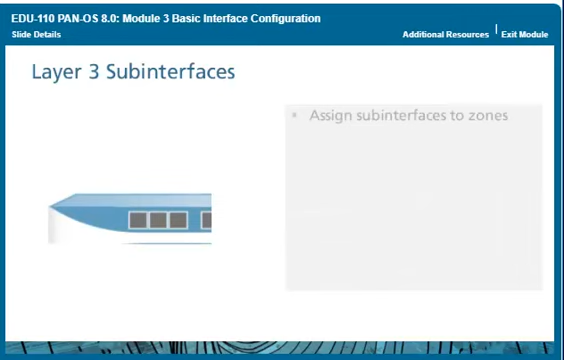 EDU-110 PAN-OS 8.0: Module 3 Basic Interface Configuration
Slide Details
Additional Resources | Exit Module
Layer 3 Subinterfaces
▪ Assign subinterfaces to zones